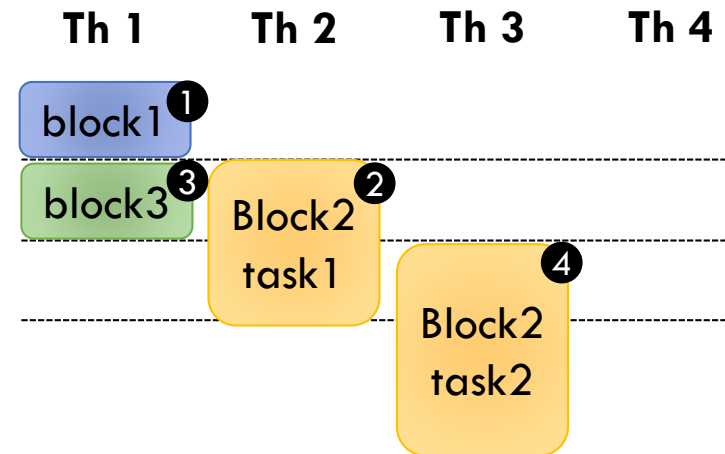 Th 1 Th 2 Th 3 Th 4
block1 1
block3 3
Block2 2
task1
Block2 4
task2